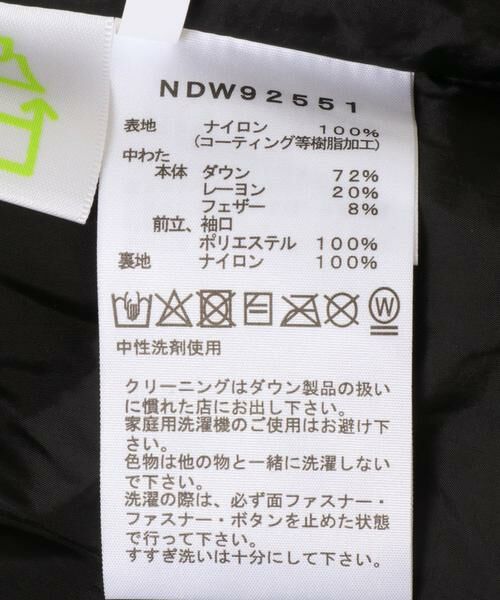 NDW92551
表地 ナイロン 100%
(コーティング等樹脂加工)
中わた
本体 ダウン 72%
レーヨン 20%
フェザー 8%
前立、袖口
ポリエステル 100%
裏地 ナイロン 100%
W
中性洗剤使用
クリーニングはダウン製品の扱い
に慣れた店にお出し下さい。
家庭用洗濯機のご使用はお避け下
さい。
色物は他の物と一緒に洗濯しない
で下さい。
洗濯の際は、必ず面ファスナー・
ファスナー・ボタンを止めた状態
で行って下さい。
すすぎ洗いは十分にして下さい。